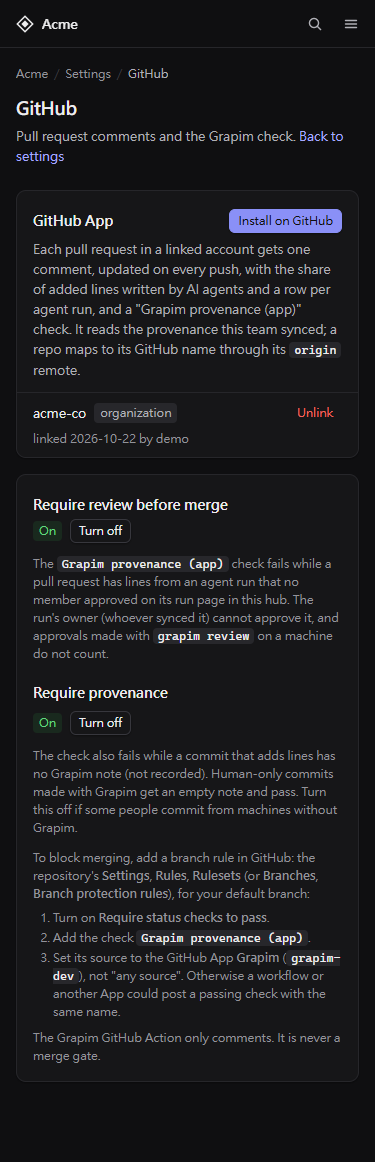 Acme
Acme / Settings / GitHub
GitHub
Pull request comments and the Grapim check. Back to
settings
GitHub App
Install on GitHub
Each pull request in a linked account gets one
comment, updated on every push, with the share
of added lines written by AI agents and a row per
agent run, and a "Grapim provenance (app)"
check. It reads the provenance this team synced; a
repo maps to its GitHub name through its origin
remote.
acme-co organization Unlink
linked 2026-10-22 by demo
Require review before merge
On Turn off
The Grapim provenance (app) check fails while a
pull request has lines from an agent run that no
member approved on its run page in this hub. The
run's owner (whoever synced it) cannot approve it, and
approvals made with grapim review on a machine
do not count.
Require provenance
On Turn off
The check also fails while a commit that adds lines has
no Grapim note (not recorded). Human-only commits
made with Grapim get an empty note and pass. Turn
this off if some people commit from machines without
Grapim.
To block merging, add a branch rule in GitHub: the
repository's Settings, Rules, Rulesets (or Branches,
Branch protection rules), for your default branch:
1. Turn on Require status checks to pass.
2. Add the check Grapim provenance (app).
3. Set its source to the GitHub App Grapim (grapim-
dev), not "any source". Otherwise a workflow or
another App could post a passing check with the
same name.
The Grapim GitHub Action only comments. It is never a
merge gate.